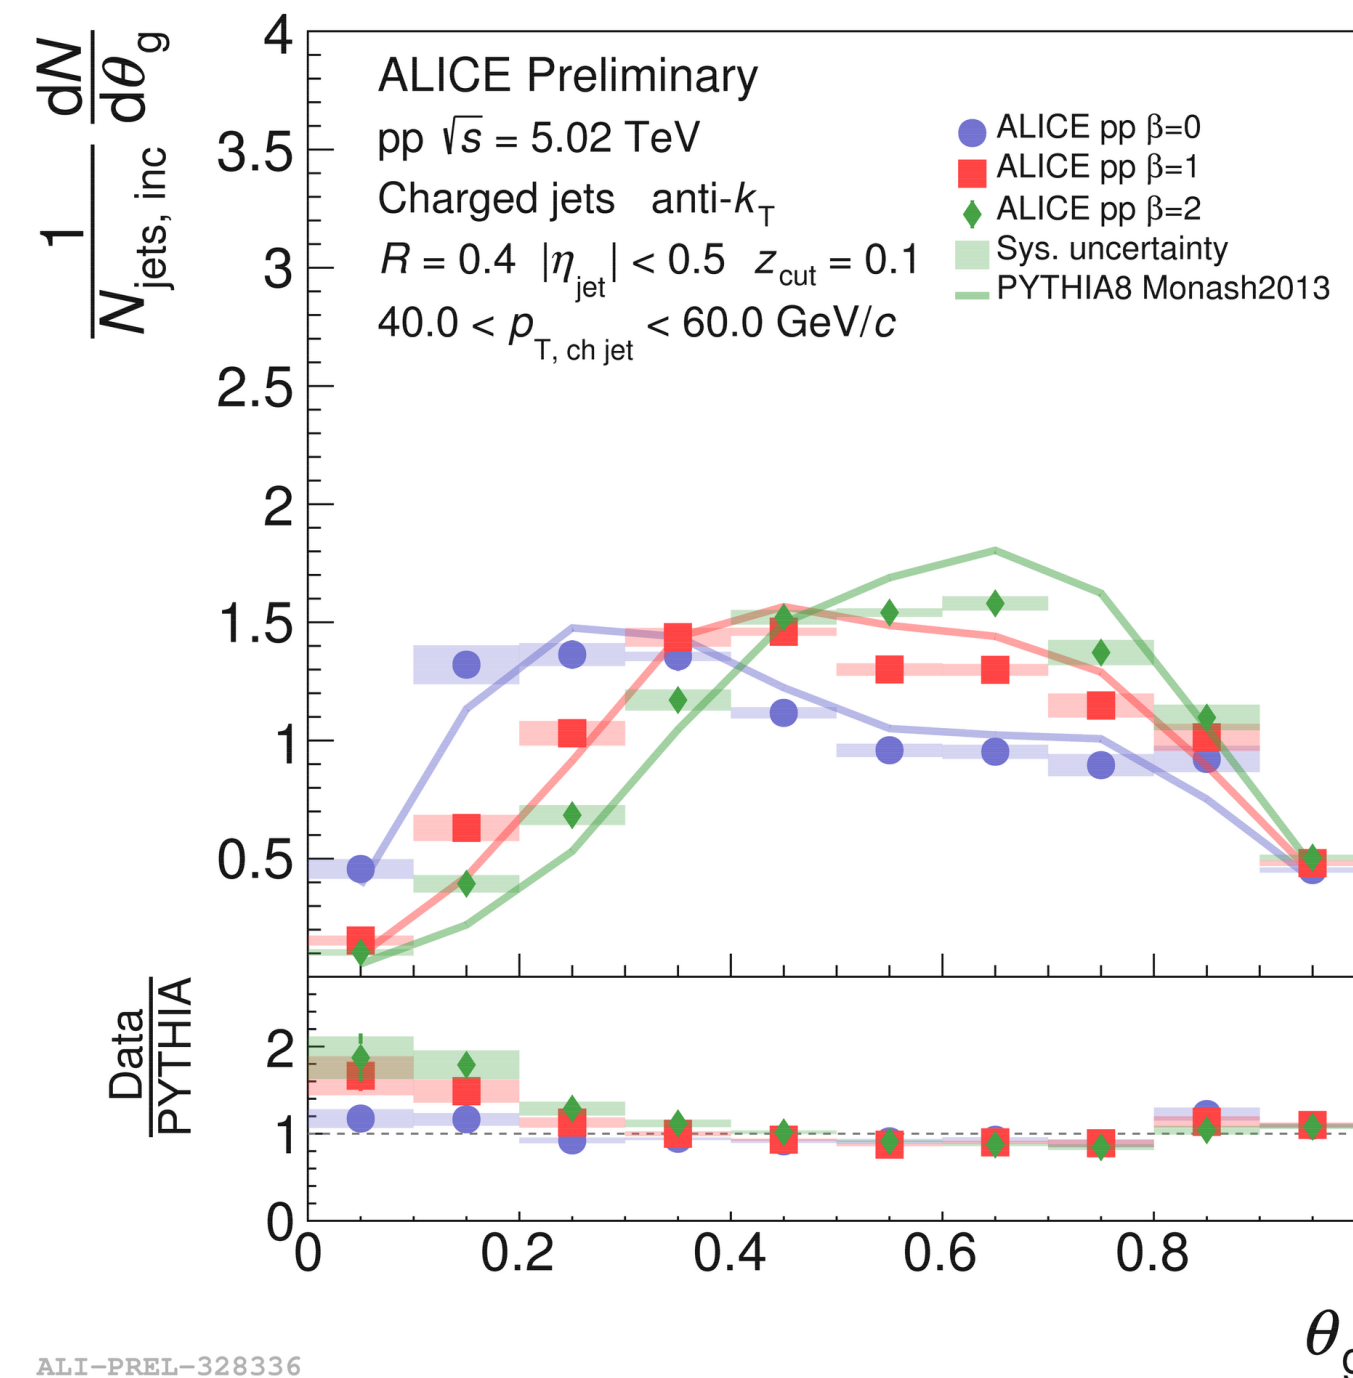 1 dN
N jets, inc dθg
4
3.5
3
2.5
2
1.5
1
0.5
ALICE Preliminary
pp √s = 5.02 TeV
Charged jets anti-kT
R = 0.4 |ηjet| < 0.5 zcut = 0.1
40.0 < pT, ch jet < 60.0 GeV/c
ALICE pp β=0
ALICE pp β=1
ALICE pp β=2
Sys. uncertainty
PYTHIA8 Monash2013
Data
PYTHIA
2
1
0
0 0.2 0.4 0.6 0.8
θg
ALI-PREL-328336